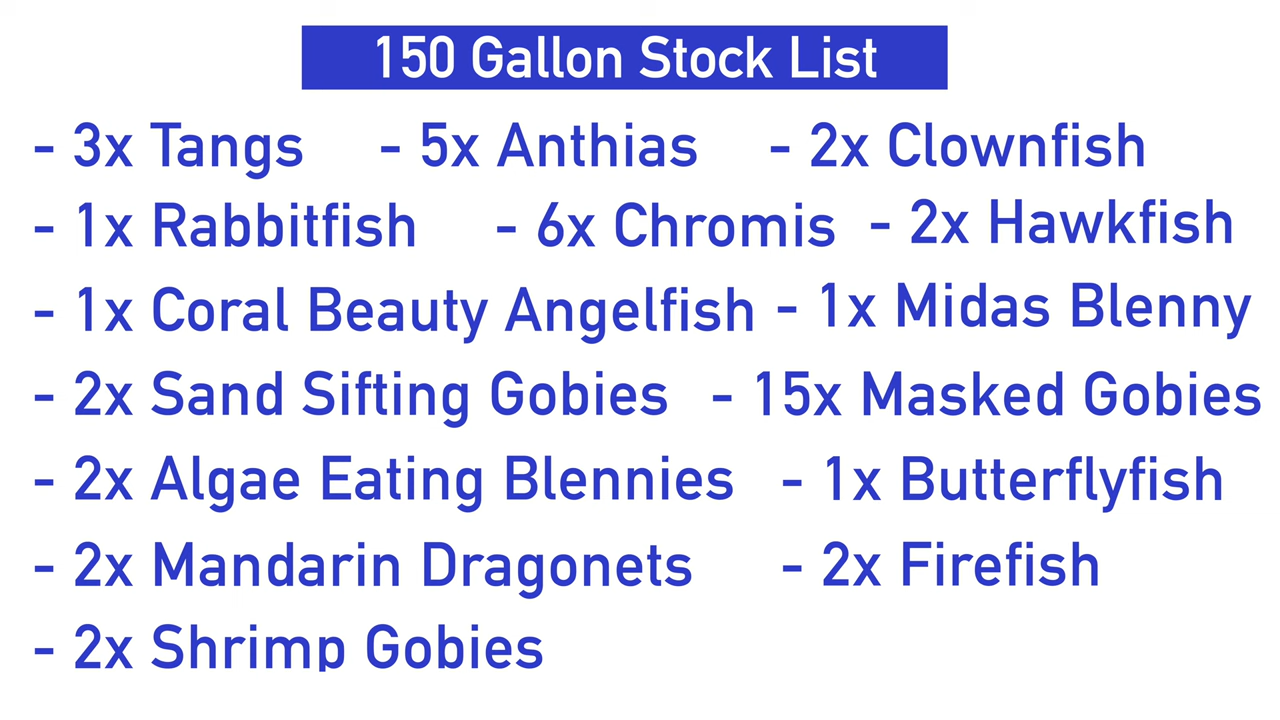 150 Gallon Stock List
- 3x Tangs - 5x Anthias - 2x Clownfish
- 1x Rabbitfish - 6x Chromis - 2x Hawkfish
- 1x Coral Beauty Angelfish - 1x Midas Blenny
- 2x Sand Sifting Gobies - 15x Masked Gobies
- 2x Algae Eating Blennies - 1x Butterflyfish
- 2x Mandarin Dragonets - 2x Firefish
- 2x Shrimp Gobies